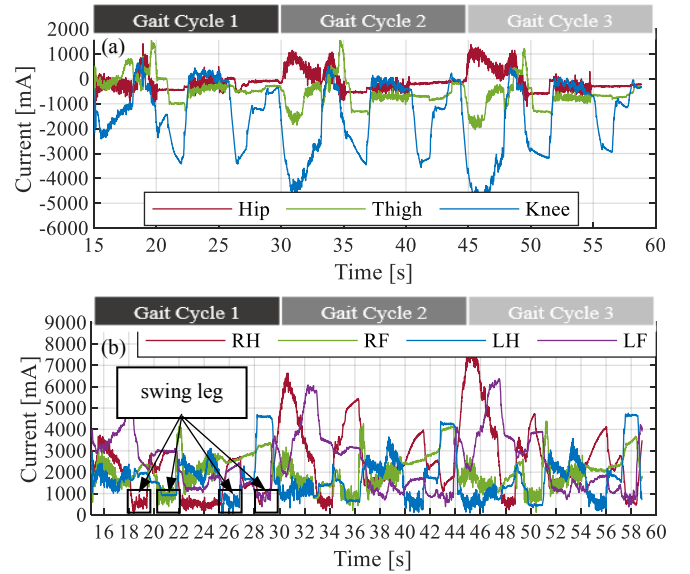 Gait Cycle 1 Gait Cycle 2 Gait Cycle 3
(a)
2000
1000
0
-1000
-2000
-3000
-4000
-5000
-6000
Current [mA]
Hip Thigh Knee
15 20 25 30 35 40 45 50 55 60
Time [s]
Gait Cycle 1 Gait Cycle 2 Gait Cycle 3
(b) RH RF LH LF
9000
8000
7000
6000
5000
4000
3000
2000
1000
0
Current [mA]
swing leg
16 18 20 22 24 26 28 30 32 34 36 38 40 42 44 46 48 50 52 54 56 58 60
Time [s]